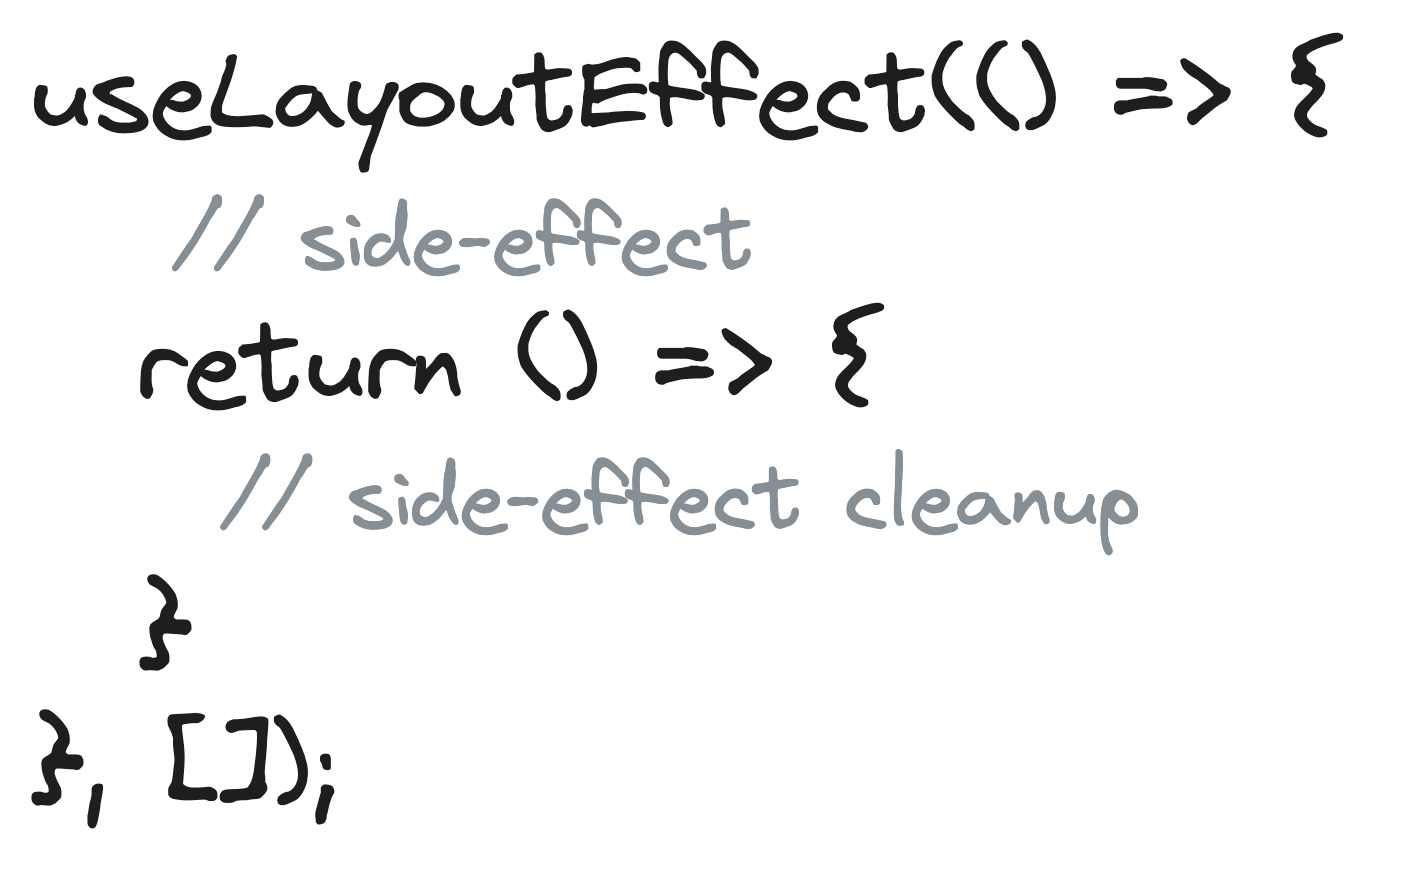 useLayoutEffect(() => {
// side-effect
return () => {
// side-effect cleanup
}
}, []);